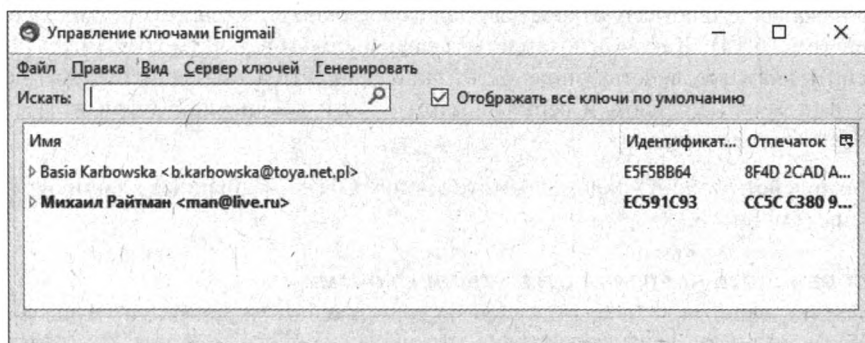 Управление ключами Enigmail
Файл Правка Вид Сервер ключей Генерировать
Искать: Отображать все ключи по умолчанию
Имя Идентификат... Отпечаток
Basia Karbowska <b.karbowska@toya.net.pl> E5F5BB64 8F4D 2CAD A...
Михаил Райтман <man@live.ru> EC591C93 CC5C C380 9...